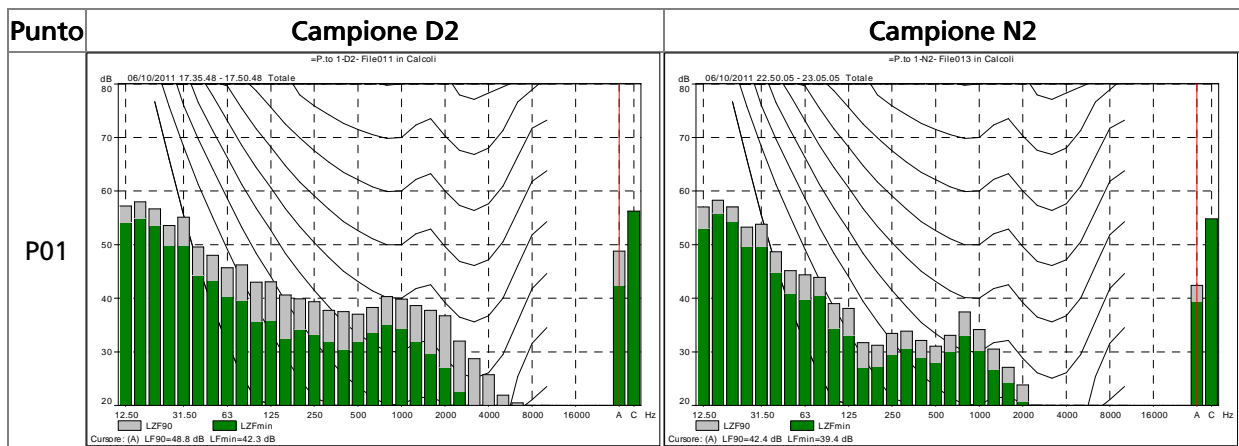 Punto Campione D2 Campione N2
P01
=P.to 1-D2- File011 in Calcoli
dB 06/10/2011 17.35.48 - 17.50.48 Totale
80
70
60
50
40
30
20
12.50 31.50 63 125 250 500 1000 2000 4000 8000 16000 A C Hz
LZF90 LZFmin
Cursore: (A) LF90=48.8 dB LFmin=42.3 dB
=P.to 1-N2- File013 in Calcoli
dB 06/10/2011 22.50.05 - 23.05.05 Totale
80
70
60
50
40
30
20
12.50 31.50 63 125 250 500 1000 2000 4000 8000 16000 A C Hz
LZF90 LZFmin
Cursore: (A) LF90=42.4 dB LFmin=39.4 dB